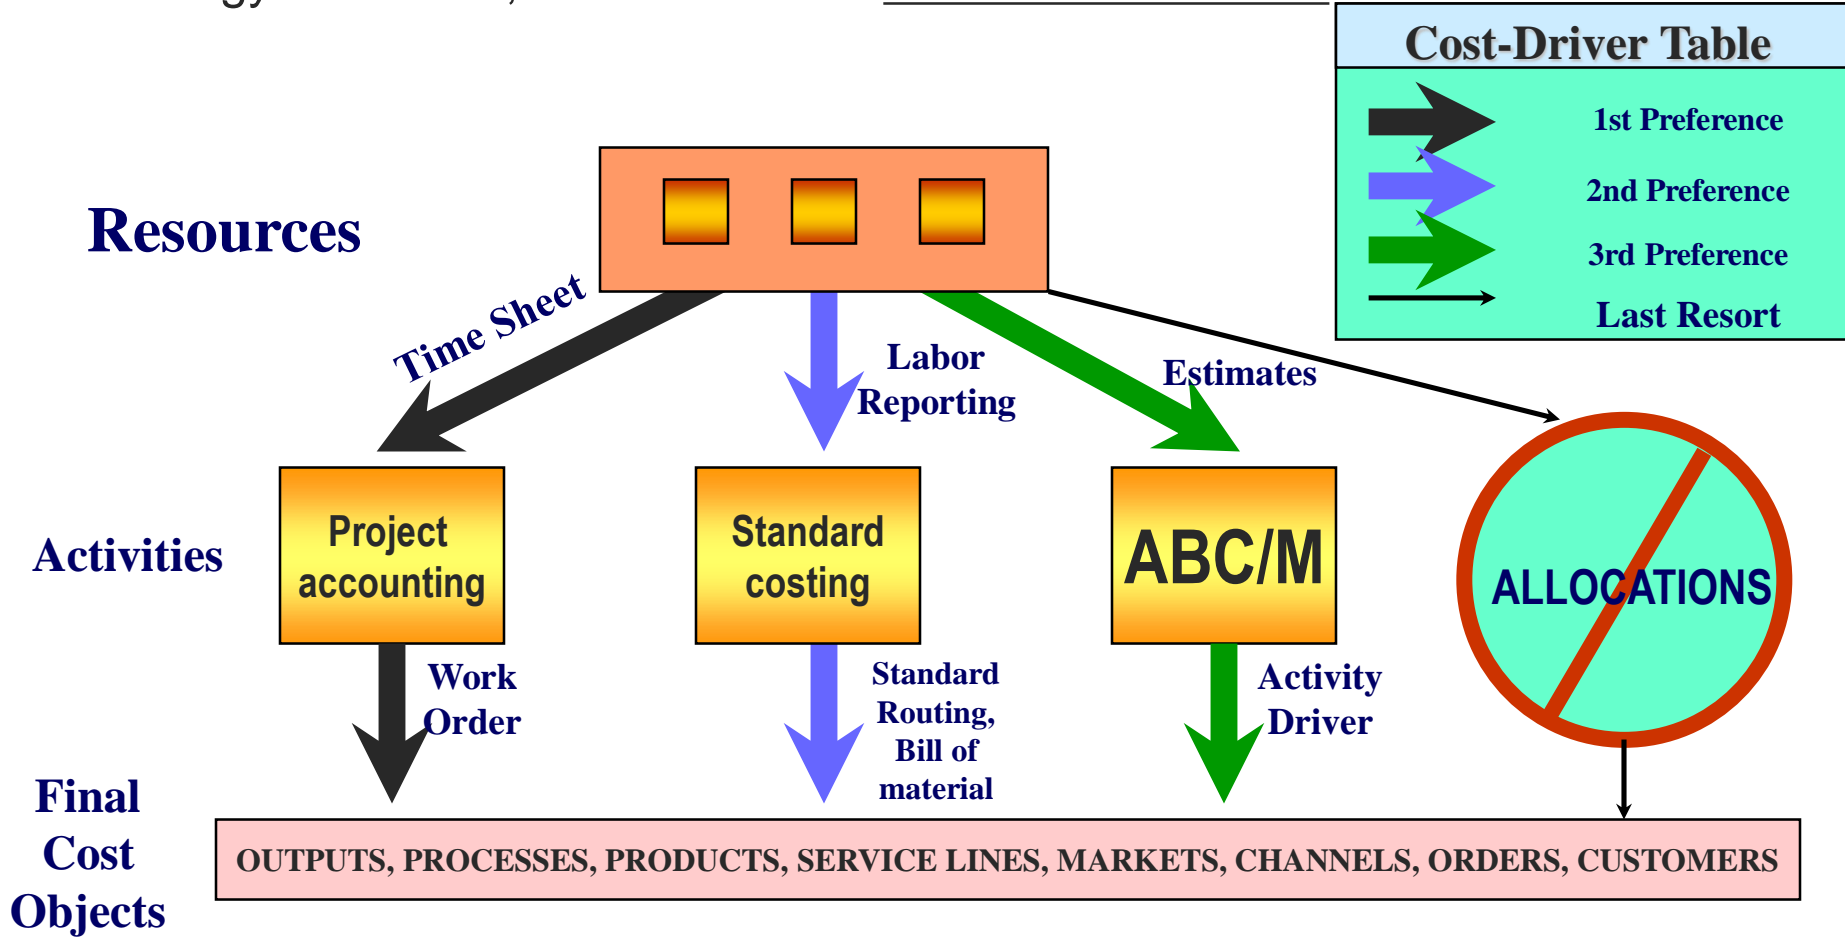 Cost-Driver Table
1st Preference
2nd Preference
3rd Preference
Last Resort
Resources
Time Sheet
Labor
Reporting
Estimates
Activities
Project
accounting
Standard
costing
ABC/M
ALLOCATIONS
Work
Order
Standard
Routing,
Bill of
material
Activity
Driver
Final
Cost
Objects
OUTPUTS, PROCESSES, PRODUCTS, SERVICE LINES, MARKETS, CHANNELS, ORDERS, CUSTOMERS